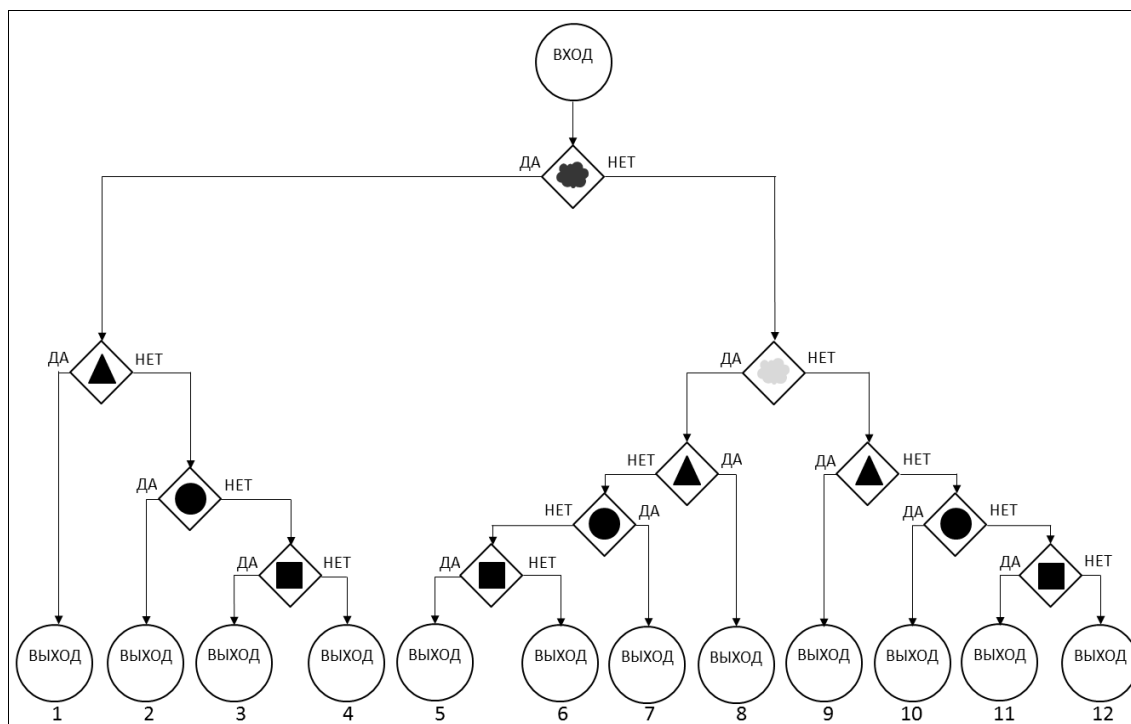 ВХОД
ДА НЕТ
ДА НЕТ ДА НЕТ
НЕТ ДА ДА НЕТ
ДА НЕТ НЕТ ДА ДА НЕТ
ДА НЕТ ДА НЕТ ДА НЕТ
ВЫХОД ВЫХОД ВЫХОД ВЫХОД ВЫХОД ВЫХОД ВЫХОД ВЫХОД ВЫХОД ВЫХОД ВЫХОД ВЫХОД
1 2 3 4 5 6 7 8 9 10 11 12